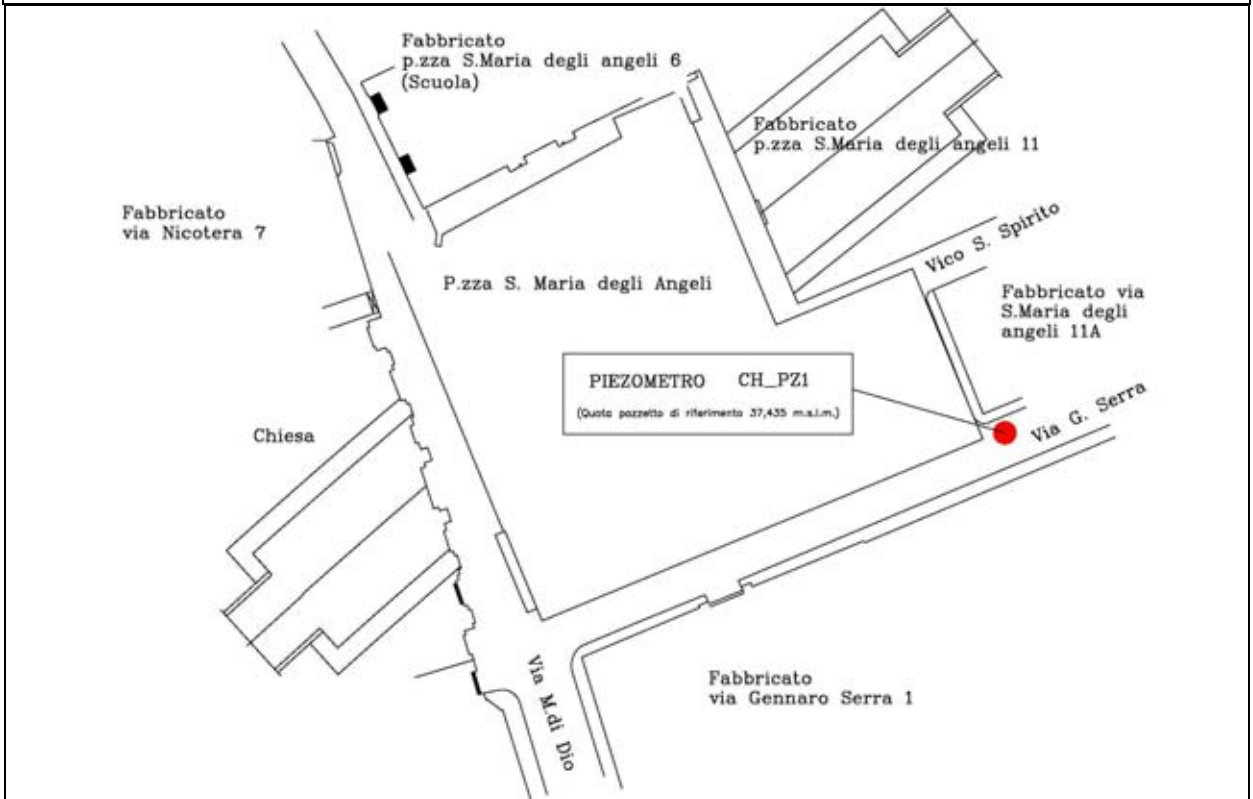 Fabbricato
p.zza S.Maria degli angeli 6
(Scuola)
Fabbricato
p.zza S.Maria degli angeli 11
Fabbricato
via Nicotera 7
Vico S. Spirito
P.zza S. Maria degli Angeli
Fabbricato via
S.Maria degli
angeli 11A
PIEZOMETRO CH_PZ1
(Quota pozzetto di riferimento 37,435 m.s.l.m.)
Via G. Serra
Chiesa
Via M.di Dio
Fabbricato
via Gennaro Serra 1